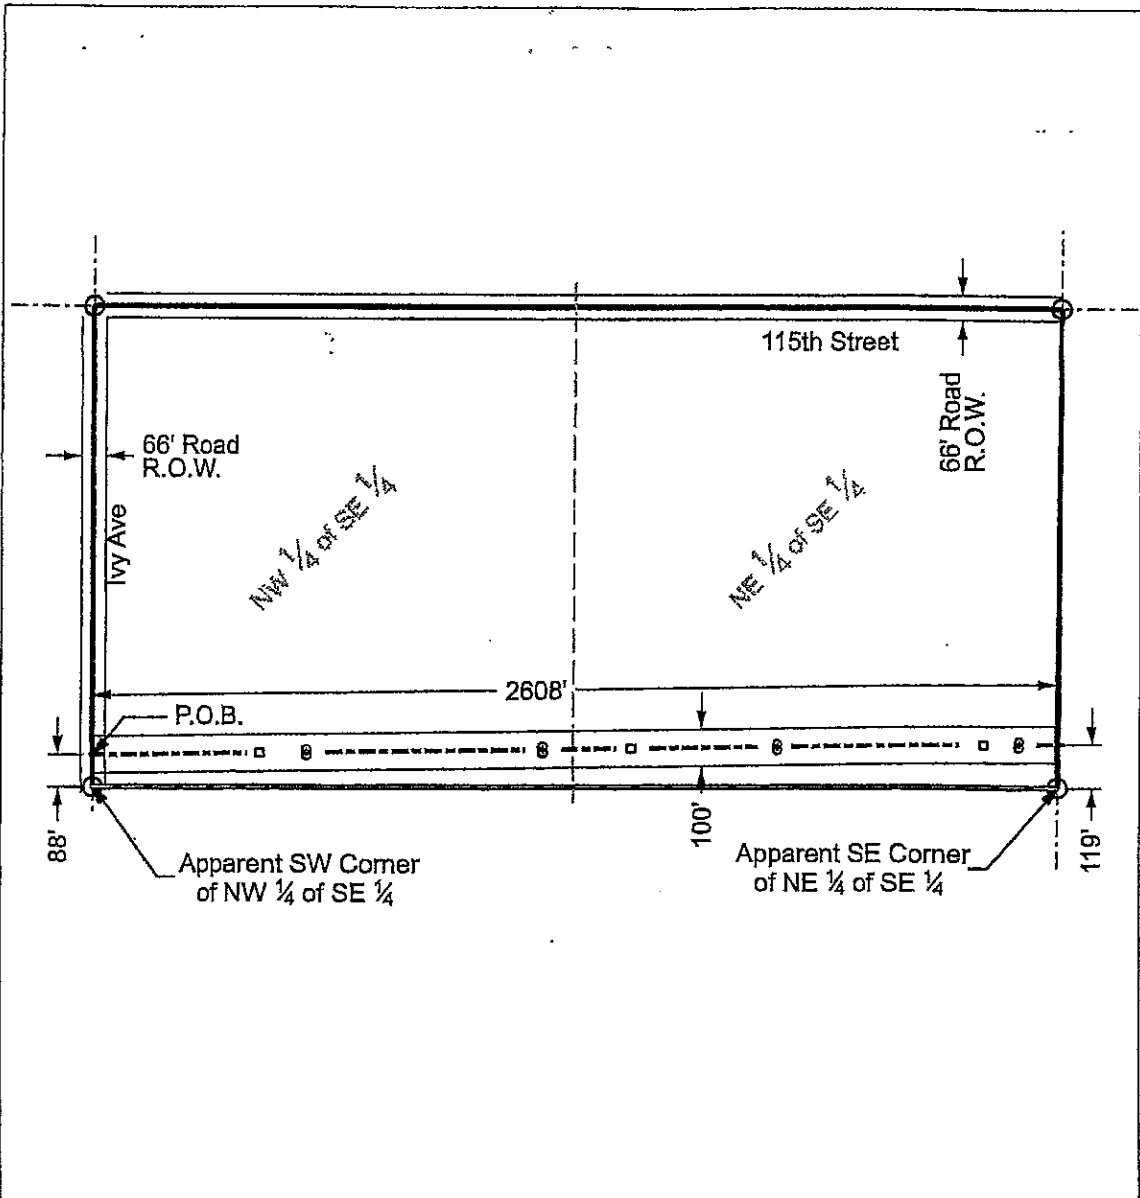 115th Street
66' Road
R.O.W.
66' Road
R.O.W.
Ivy Ave
NW 1/4 of SE 1/4
NE 1/4 of SE 1/4
2608'
P.O.B.
88'
100'
119'
Apparent SW Corner
of NW 1/4 of SE 1/4
Apparent SE Corner
of NE 1/4 of SE 1/4